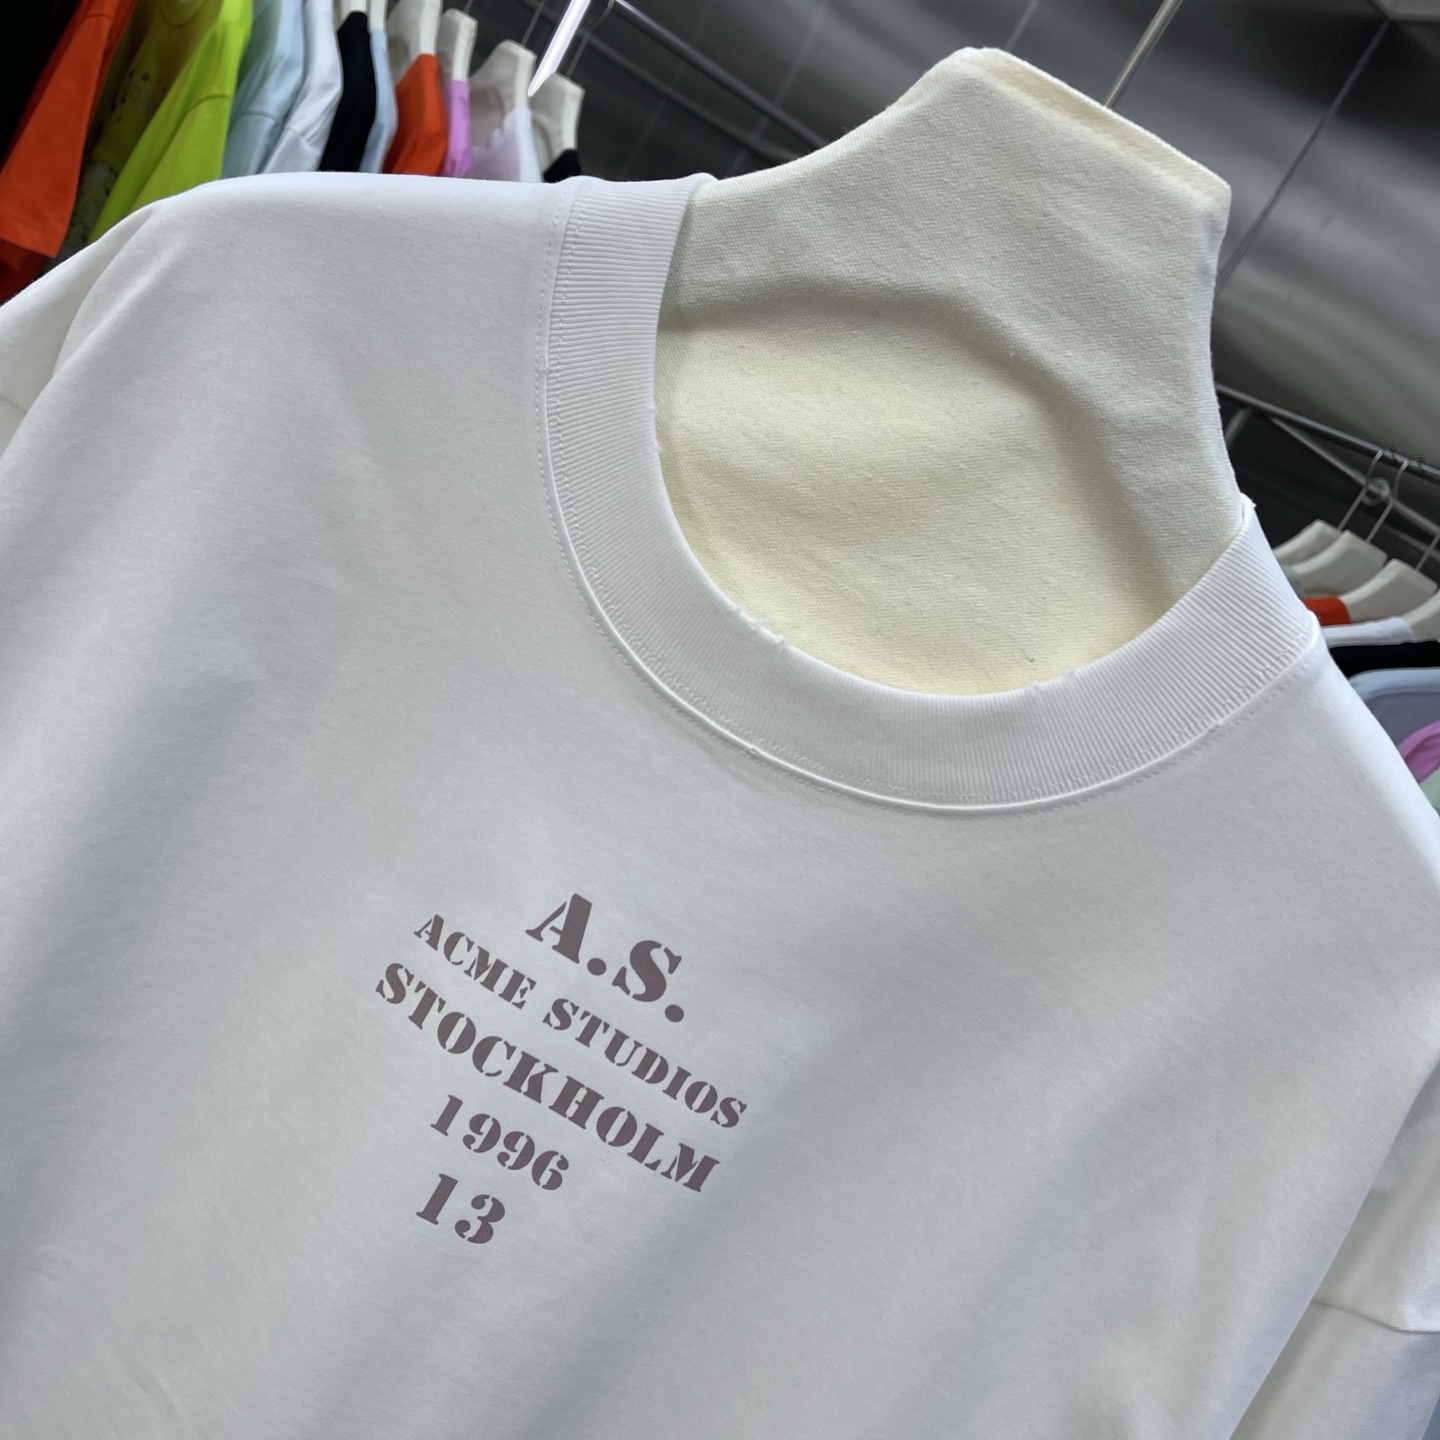 A.S.
ACME STUDIOS
STOCKHOLM
1996
13